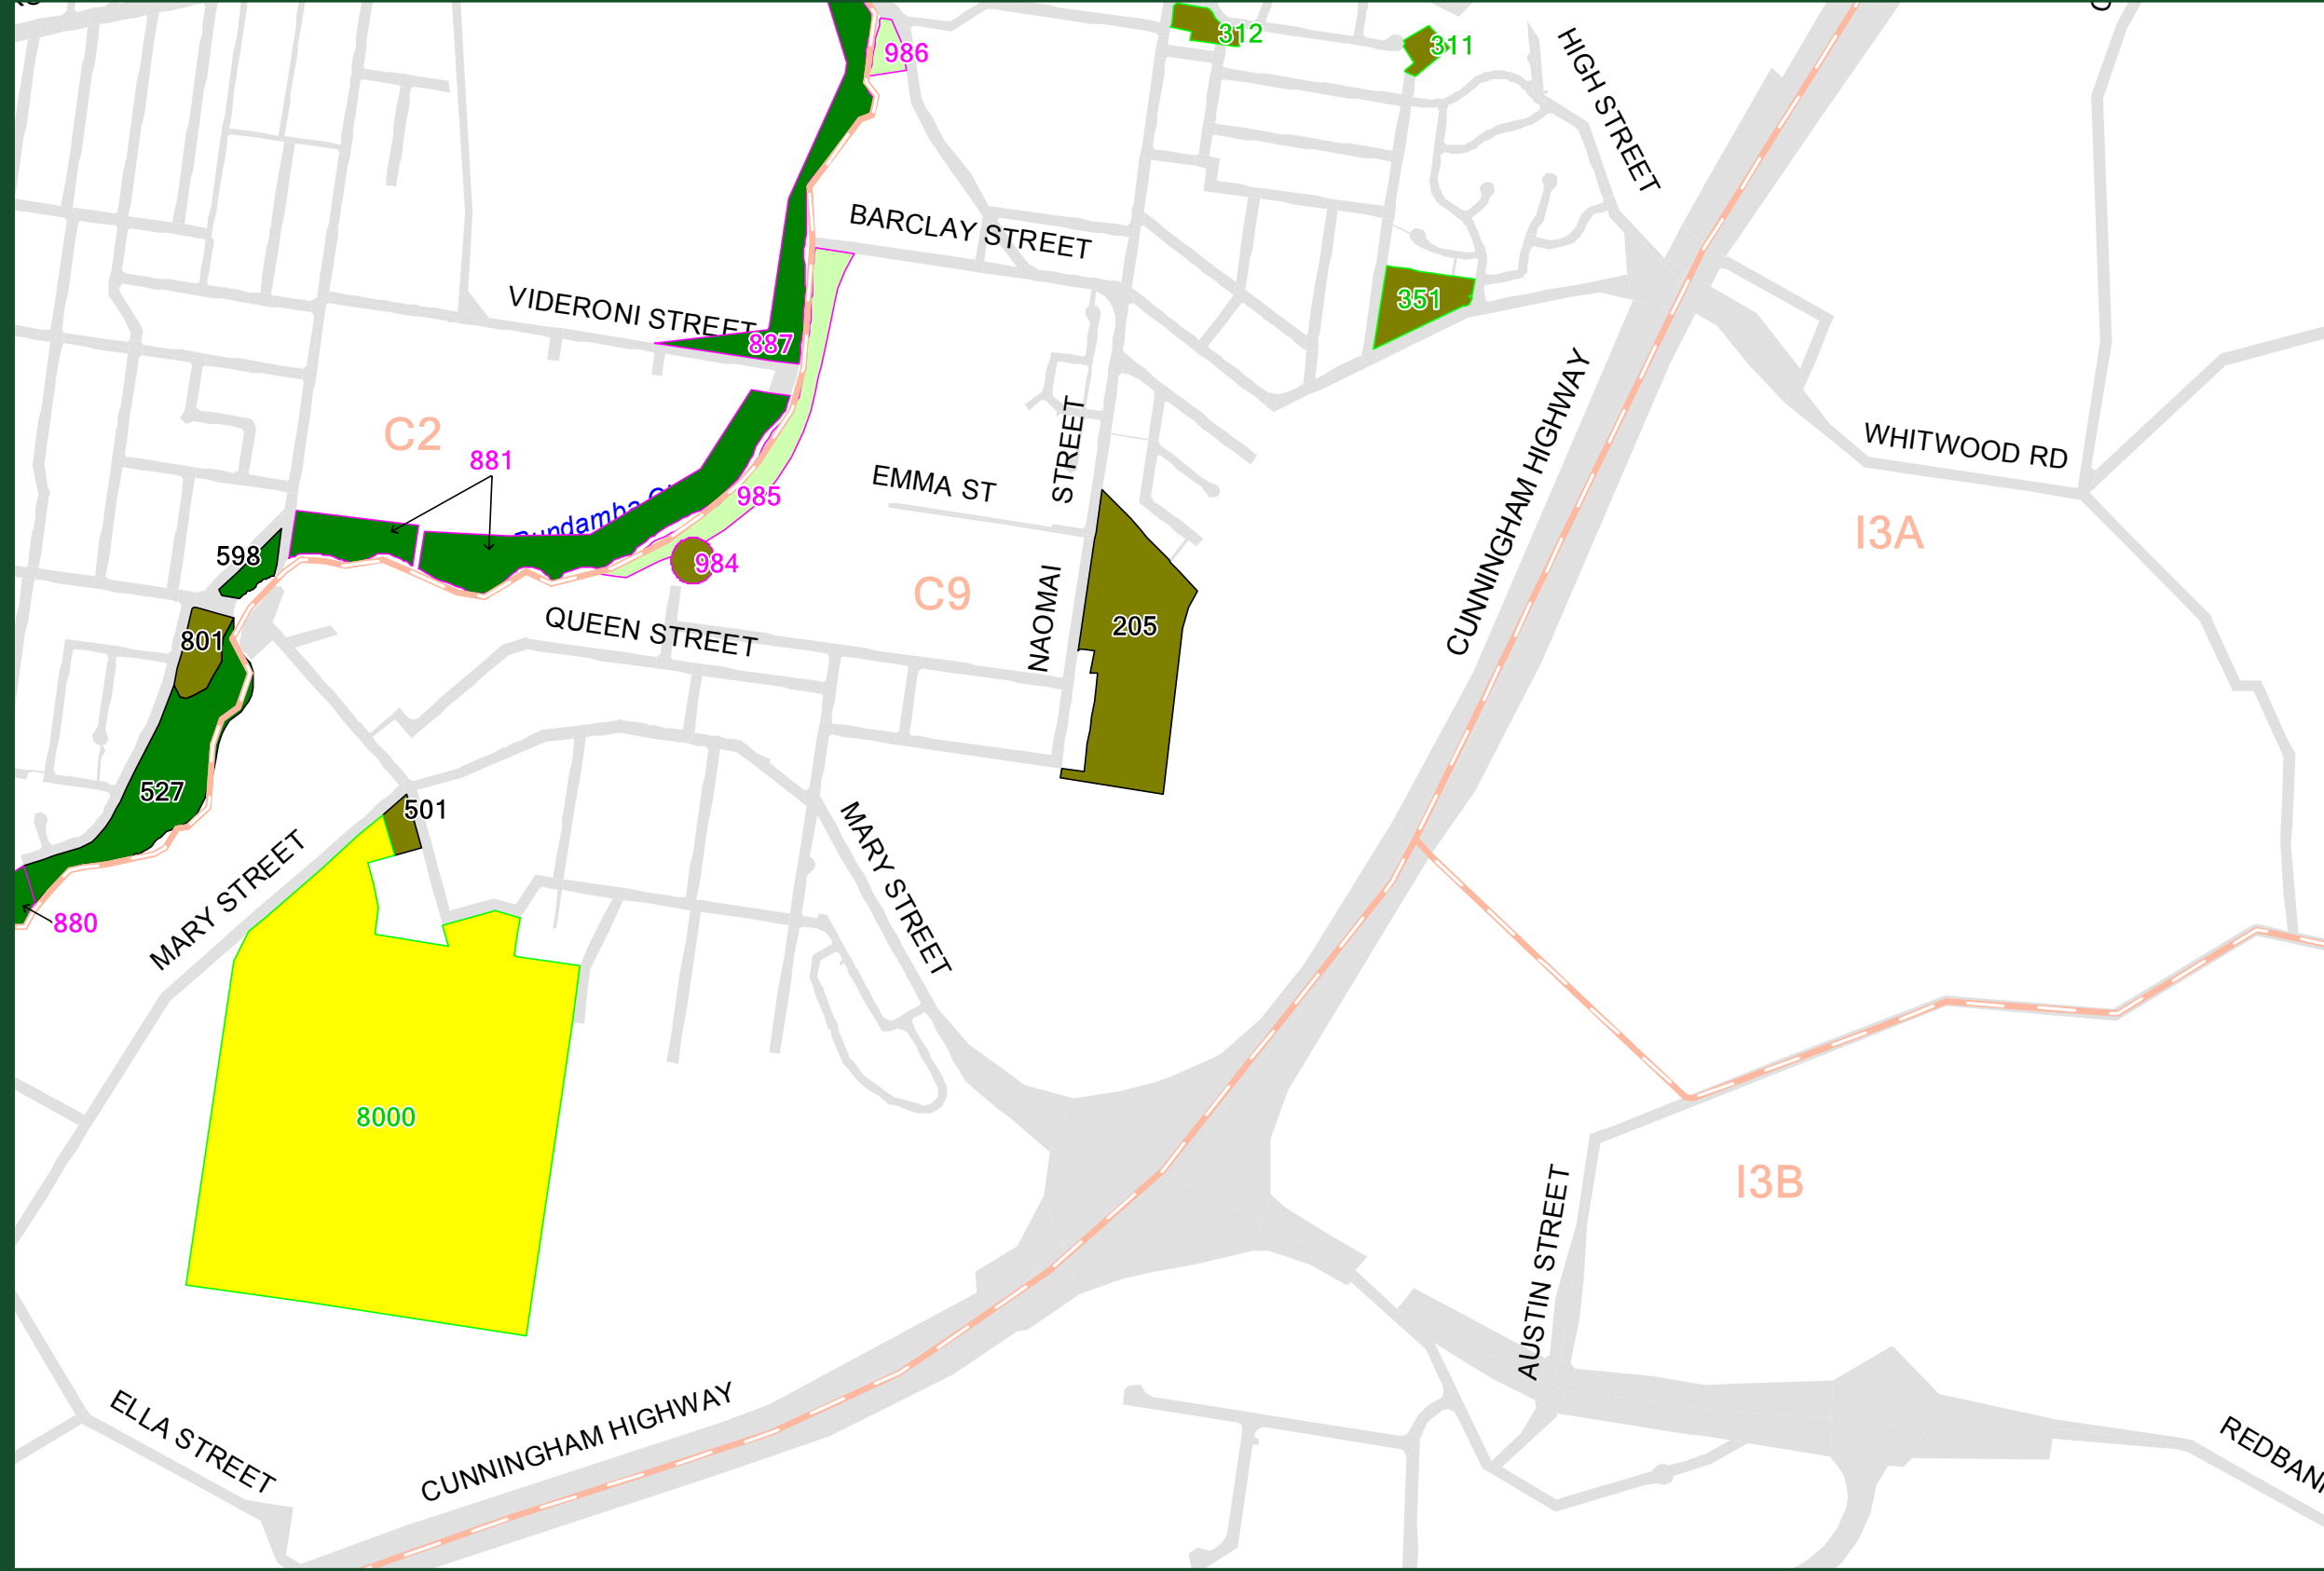 986
312
311
HIGH STREET
BARCLAY STREET
VIDERONI STREET
887
351
CUNNINGHAM HIGHWAY
WHITWOOD RD
C2
881
985
EMMA ST
NAOMAI STREET
I3A
598
984
C9
QUEEN STREET
801
205
527
501
MARY STREET
MARY STREET
880
8000
I3B
AUSTIN STREET
ELLA STREET
CUNNINGHAM HIGHWAY